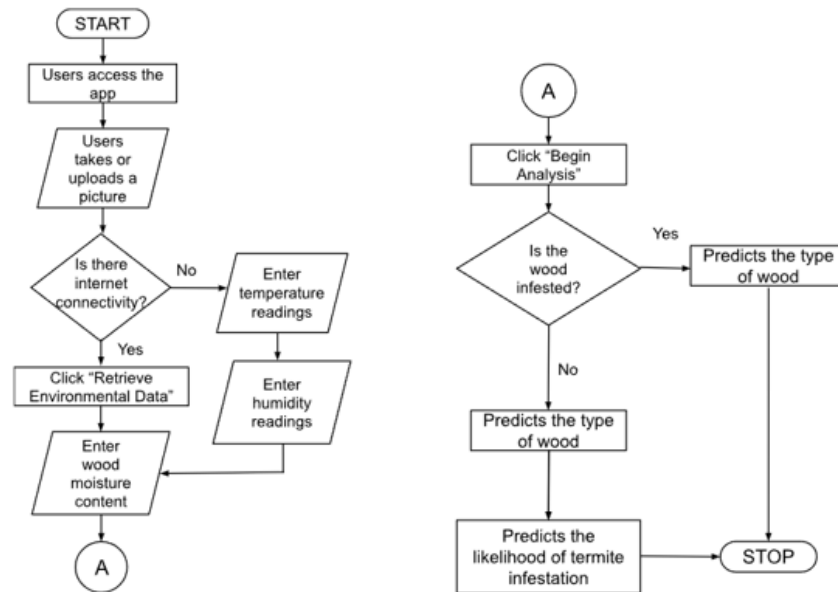 START
Users access the
app
Users
takes or
uploads a
picture
Is there
internet
connectivity?
No
Yes
Enter
temperature
readings
Enter
humidity
readings
Click “Retrieve
Environmental Data”
Enter
wood
moisture
content
A
A
Click “Begin
Analysis”
Is the
wood
infested?
Yes
Predicts the type
of wood
No
Predicts the type
of wood
Predicts the
likelihood of termite
infestation
STOP